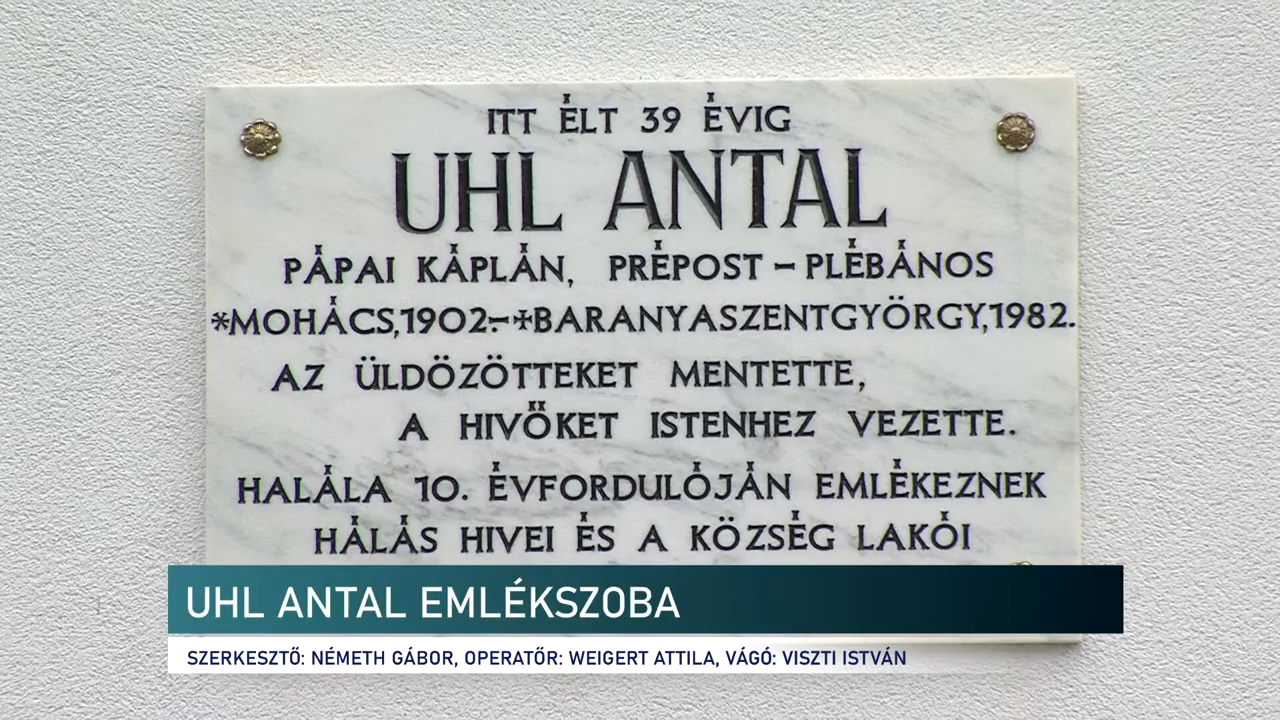 ITT ÉLT 39 ÉVIG
UHL ANTAL
PÁPAI KÁPLÁN, PRÉPOST – PLÉBÁNOS
*MOHÁCS,1902.–✠BARANYASZENTGYÖRGY,1982.
AZ ÜLDÖZÖTTEKET MENTETTE,
A HIVŐKET ISTENHEZ VEZETTE.
HALÁLA 10. ÉVFORDULÓJÁN EMLÉKEZNEK
HÁLÁS HIVEI ÉS A KÖZSÉG LAKÓI
UHL ANTAL EMLÉKSZOBA
SZERKESZTŐ: NÉMETH GÁBOR, OPERATŐR: WEIGERT ATTILA, VÁGÓ: VISZTI ISTVÁN